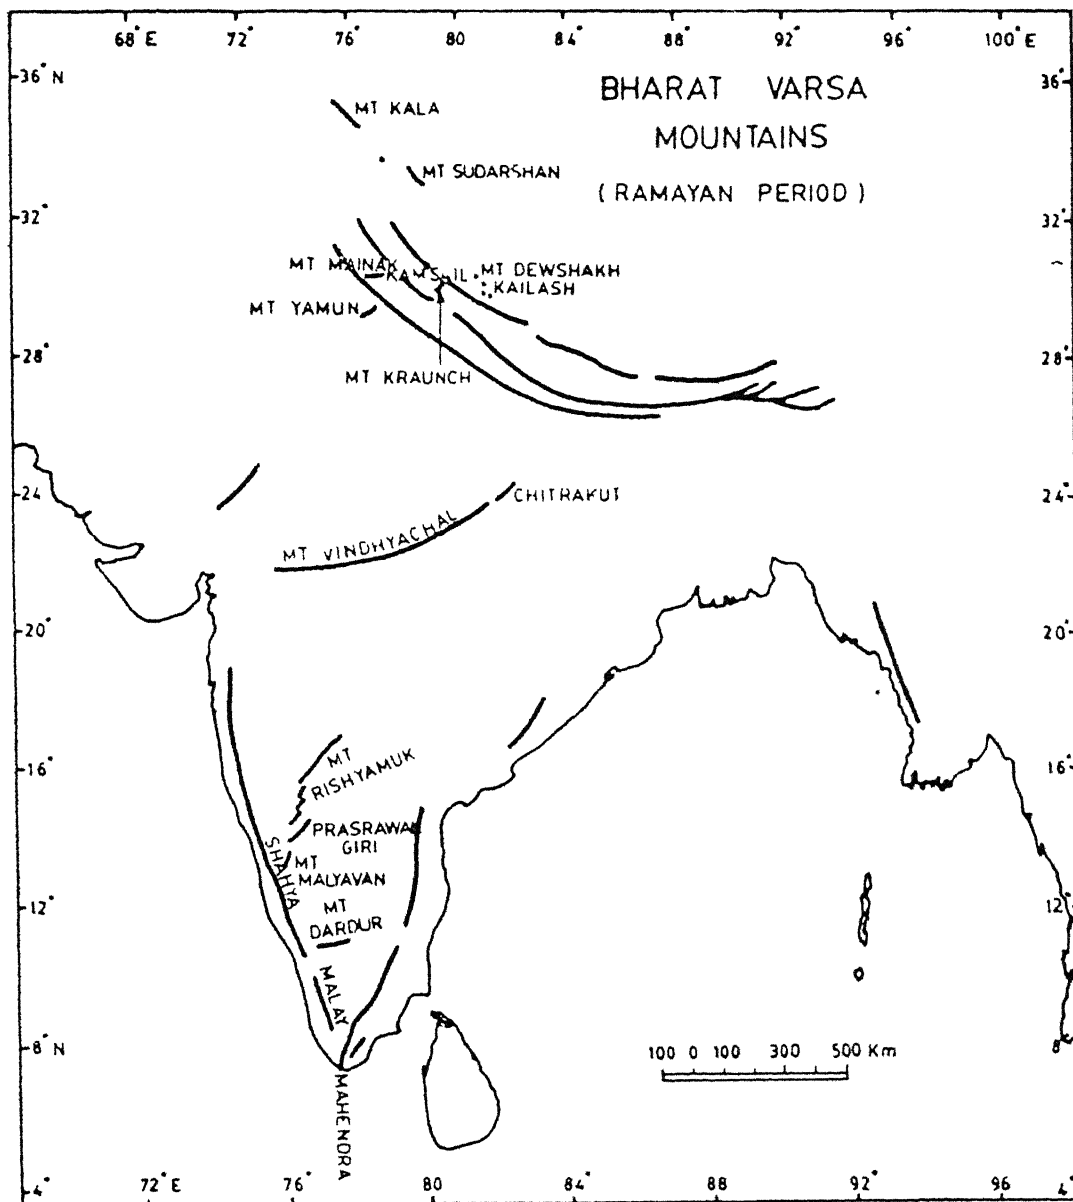 68°E 72° 76° 80 84° 92° 96° 100°E
36°N
36°
BHARAT VARSA
MOUNTAINS
(RAMAYAN PERIOD)
MT KALA
MT SUDARSHAN
32°
32°
MT MAINAK
KAMSHIL
MT DEWSHAKH
KAILASH
MT YAMUN
28°
28°
MT KRAUNCH
24
24°
CHITRAKUT
MT VINDHYACHAL
20°
20°
16°
16°
MT
RISHYAMUK
PRASRAWAN
GIRI
SHAHYA
MT
MALYAVAN
12°
12°
MT
DARDUR
MALAY
8°N
8°
100 0 100 300 500 Km
MAHENDRA
4°
72°E 76° 80 84° 88 92° 96
4°